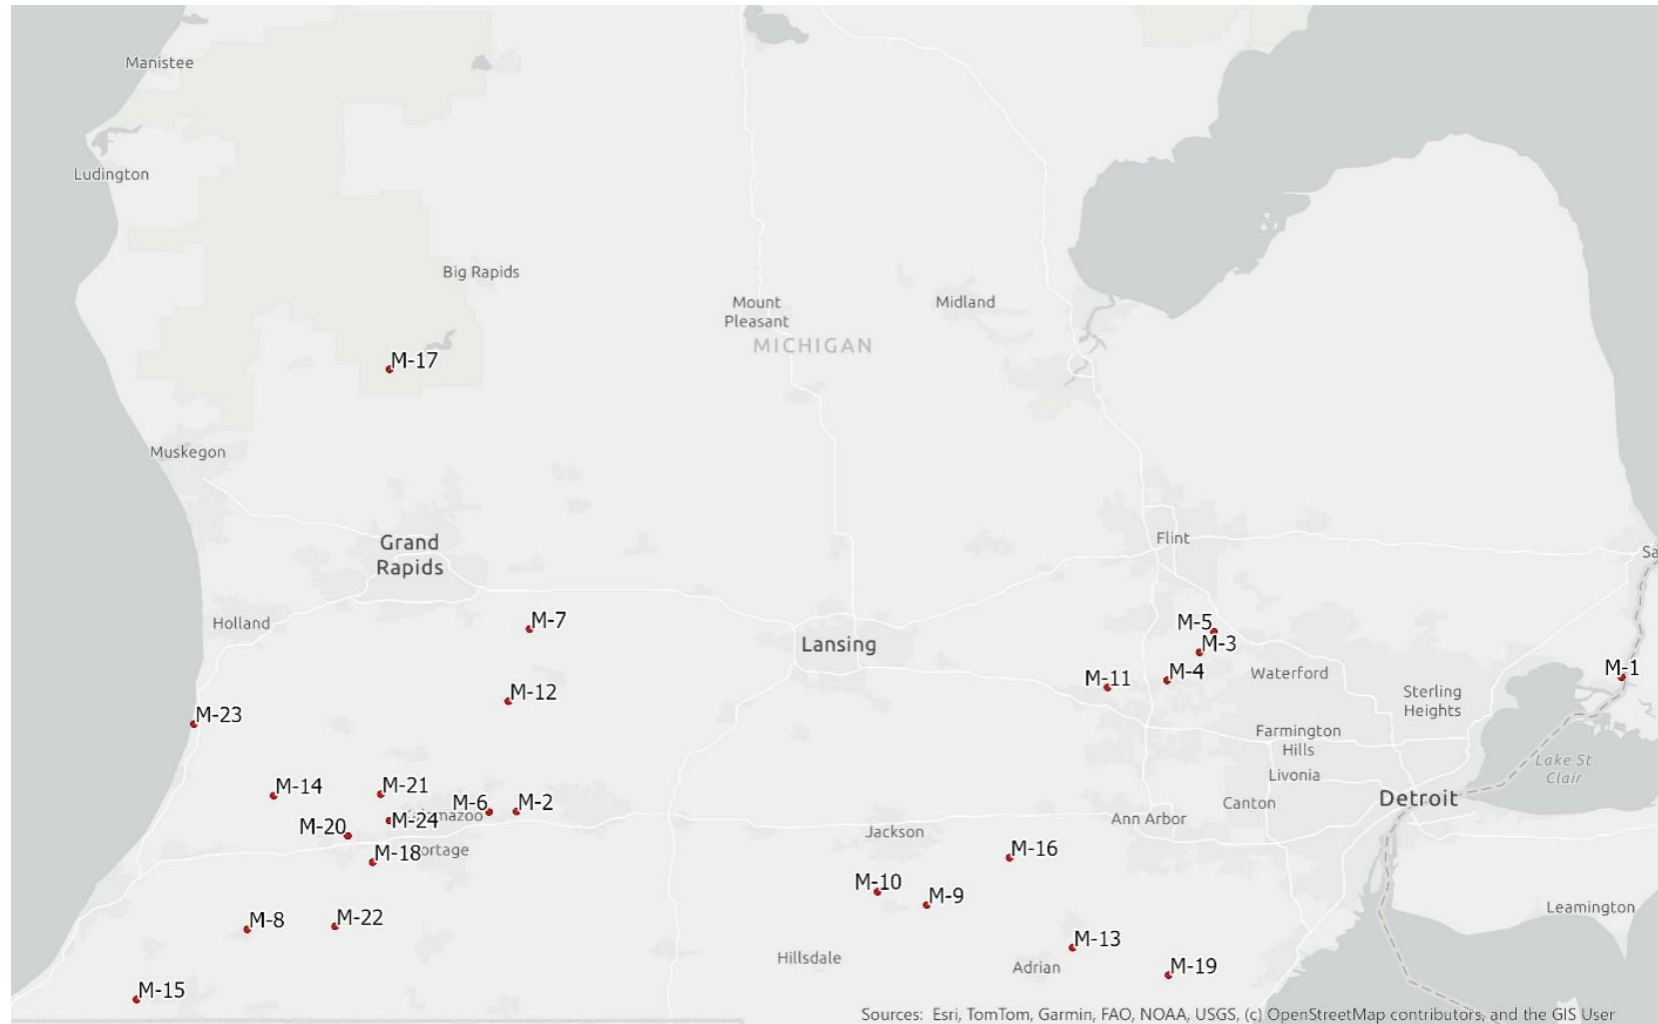 Manistee
Ludington
Big Rapids
Mount
Pleasant
Midland
MICHIGAN
M-17
Muskegon
Flint
Grand
Rapids
Sa
Holland
M-7
Lansing
M-5
M-3
M-11
M-4
Waterford
M-1
M-12
Sterling
Heights
M-23
Farmington
Hills
Lake St
Clair
Livonia
M-14
M-21
M-6
M-2
Canton
Detroit
M-24
mazoo
M-20
Ann Arbor
Jackson
M-18
ortage
M-16
M-10
M-9
Leamington
M-8
M-22
M-13
Hillsdale
Adrian
M-19
M-15
Sources: Esri, TomTom, Garmin, FAO, NOAA, USGS, (c) OpenStreetMap contributors, and the GIS User